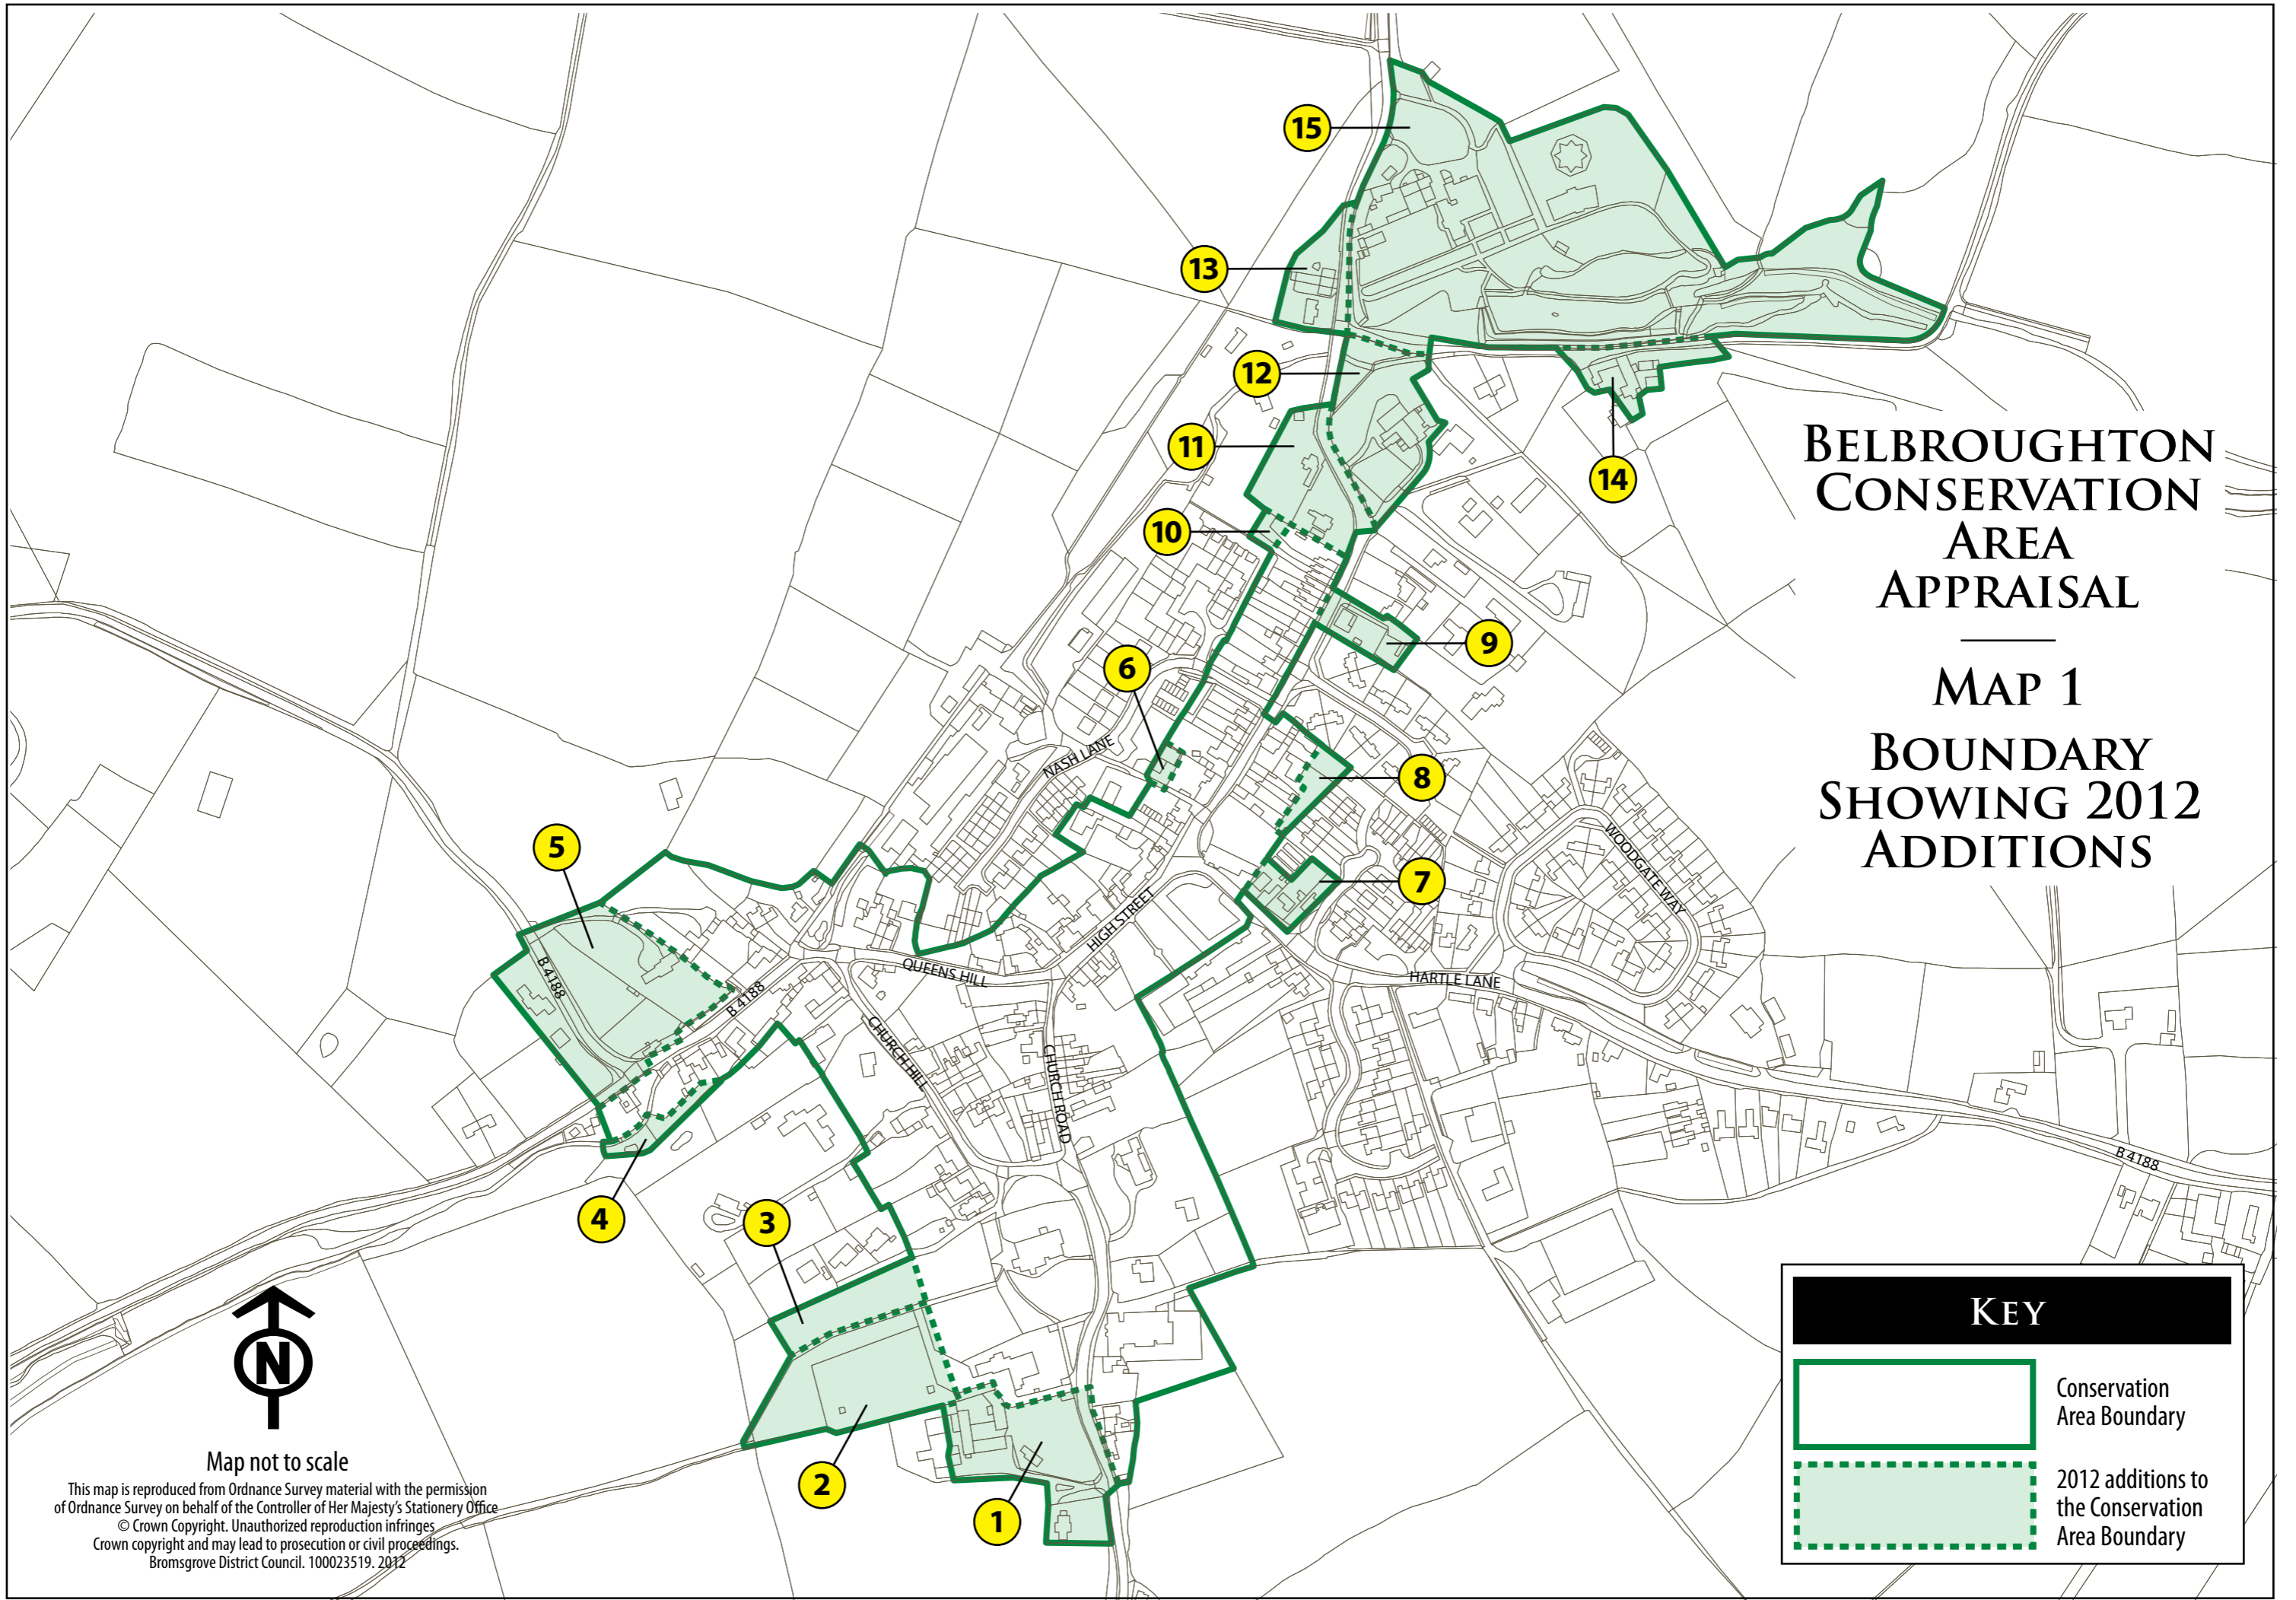 15
13
12
11
10
14
9
6
8
7
5
4
3
2
1
BELBROUGHTON
CONSERVATION
AREA
APPRAISAL
MAP 1
BOUNDARY
SHOWING 2012
ADDITIONS
NASH LANE
HIGH STREET
QUEENS HILL
B 4188
B 4188
CHURCH HILL
CHURCH ROAD
HARTLE LANE
WOODGATE WAY
B 4188
N
Map not to scale
This map is reproduced from Ordnance Survey material with the permission
of Ordnance Survey on behalf of the Controller of Her Majesty's Stationery Office
© Crown Copyright. Unauthorized reproduction infringes
Crown copyright and may lead to prosecution or civil proceedings.
Bromsgrove District Council. 100023519. 2012
KEY
Conservation
Area Boundary
2012 additions to
the Conservation
Area Boundary